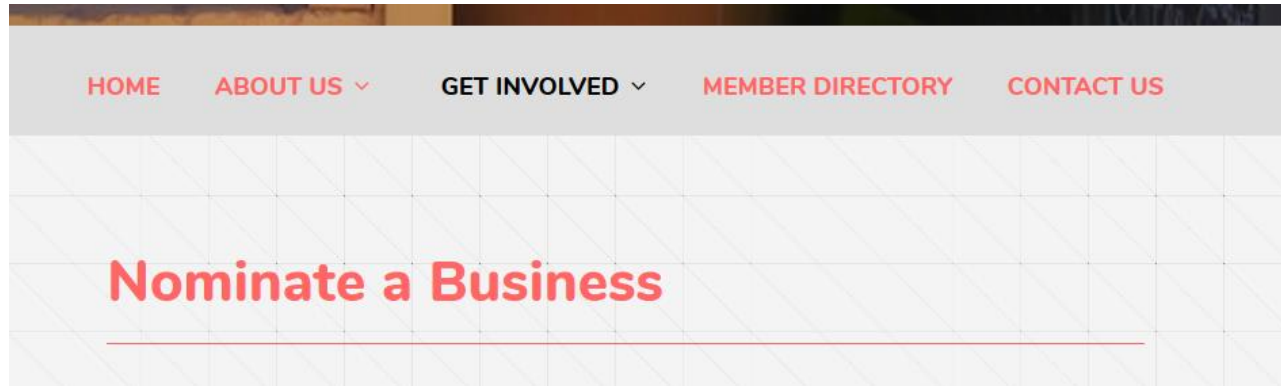 HOME ABOUT US GET INVOLVED MEMBER DIRECTORY CONTACT US
Nominate a Business